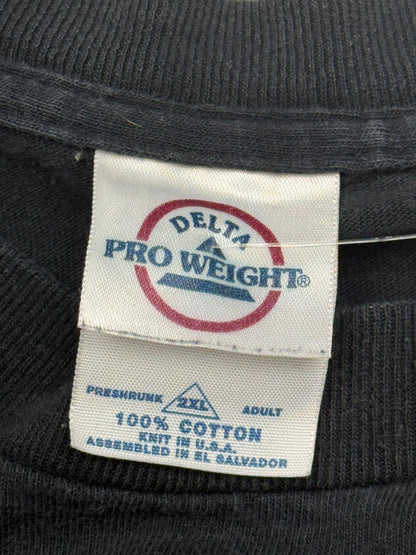 DELTA
PRO WEIGHT®
PRESHRUNK 2XL ADULT
100% COTTON
KNIT IN U.S.A.
ASSEMBLED IN EL SALVADOR